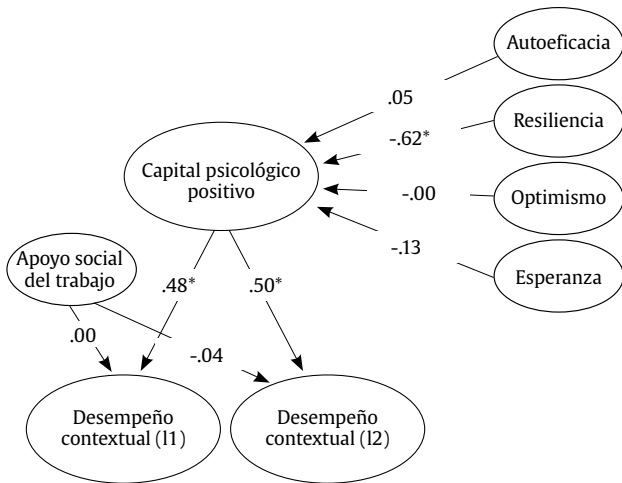 Autoeficacia
.05
Resiliencia
-.62*
Capital psicológico
positivo
-.00
Optimismo
-.13
Esperanza
Apoyo social
del trabajo
.48*
.50*
.00
-.04
Desempeño
contextual (l1)
Desempeño
contextual (l2)